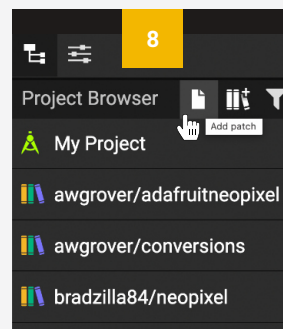 8
Project Browser
Add patch
My Project
awgrover/adafruitneopixel
awgrover/conversions
bradzilla84/neopixel